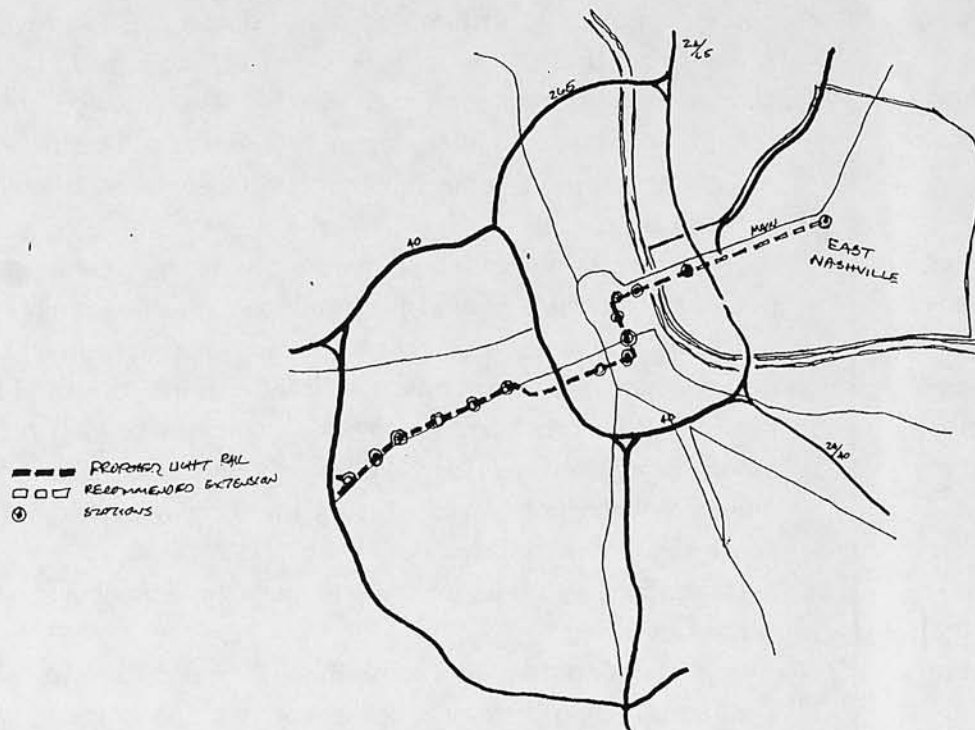 24/65
265
40
MAIN
EAST
NASHVILLE
40
24/40
PROPOSED LIGHT RAIL
RECOMMENDED EXTENSION
STATIONS